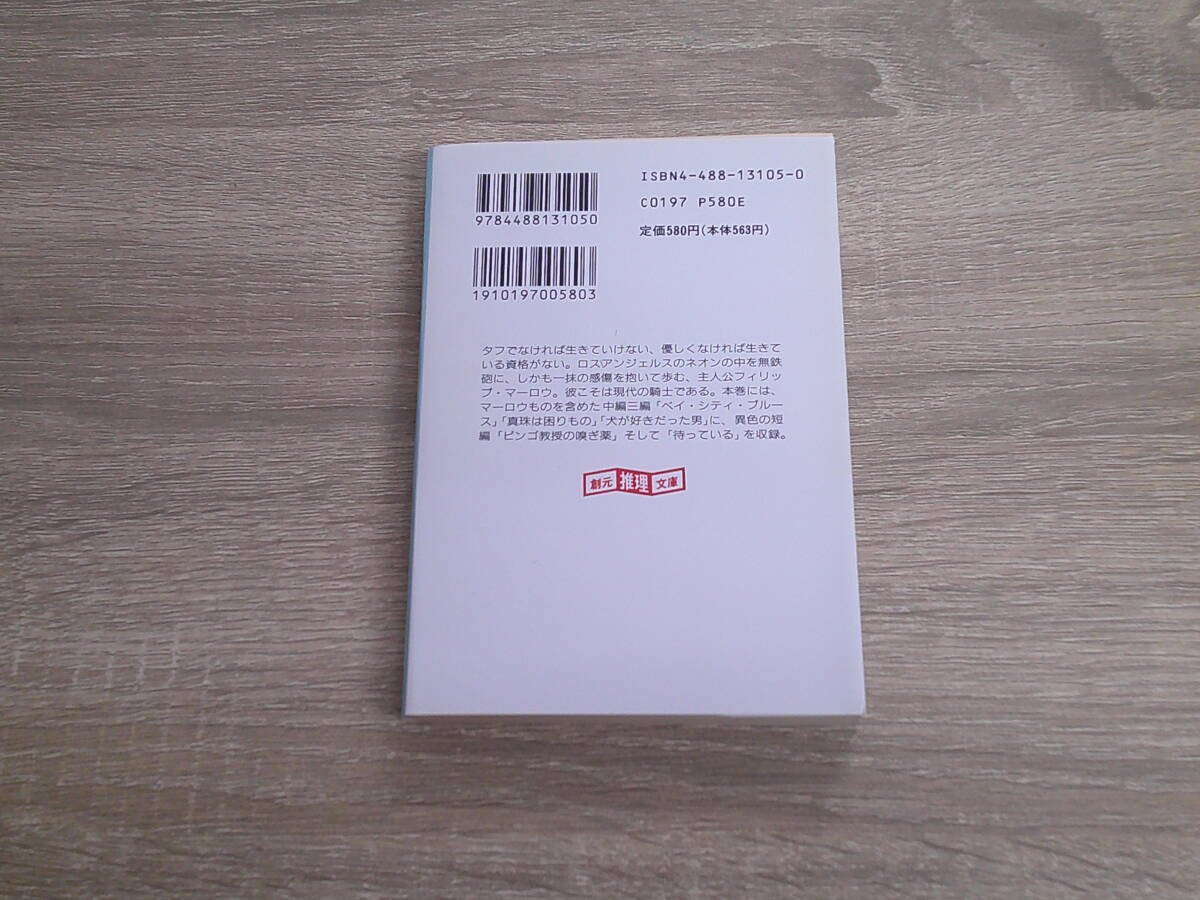 9784488131050
ISBN4-488-13105-0
C0197 P580E
定価580円(本体563円)
1910197005803
タフでなければ生きていけない、優しくなければ生きて
いる資格がない。ロスアンジェルスのネオンの中を無鉄
砲に、しかも一抹の感傷を抱いて歩む、主人公フィリッ
プ・マーロウ。彼こそは現代の騎士である。本巻には、
マーロウものを含めた中編三編「ベイ・シティ・ブルー
ス」「真珠は困りもの」「犬が好きだった男」に、異色の短
編「ビンゴ教授の嗅ぎ薬」そして「待っている」を収録。
創元推理文庫